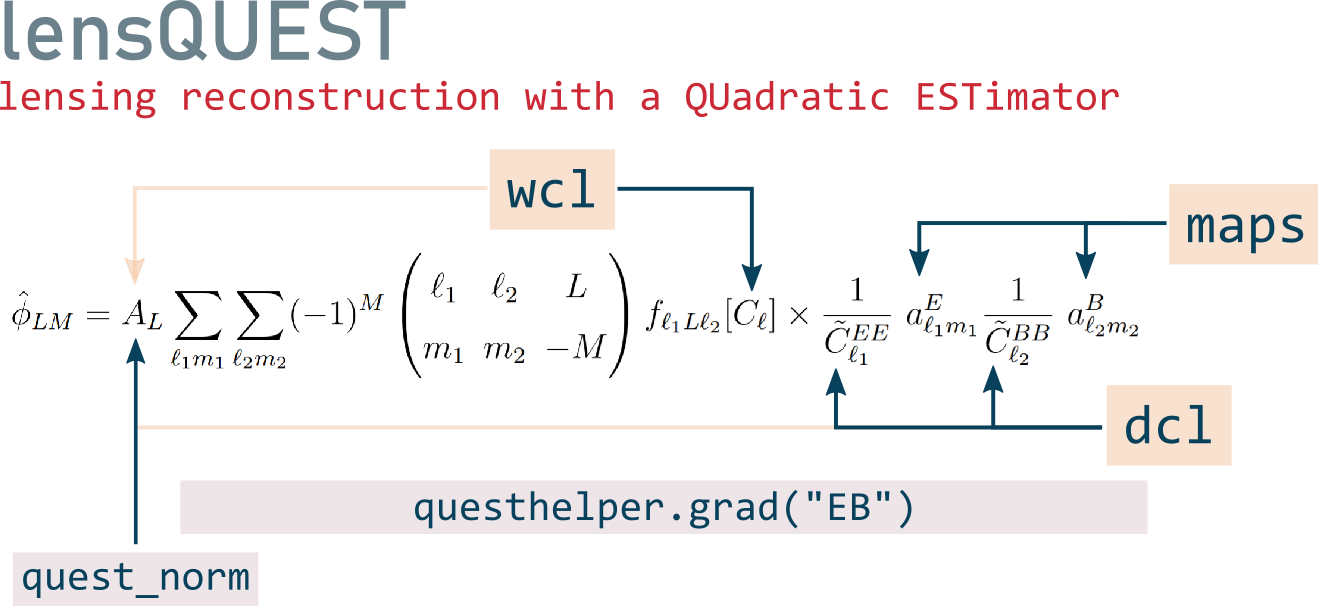 lensQUEST
lensing reconstruction with a QUadratic ESTimator
wcl
maps
$\hat{\phi}_{LM} = A_L \sum_{\ell_1 m_1} \sum_{\ell_2 m_2} (-1)^M \begin{pmatrix} \ell_1 & \ell_2 & L \\ m_1 & m_2 & -M \end{pmatrix} f_{\ell_1 L \ell_2}[C_\ell] \times \frac{1}{\tilde{C}^{EE}_{\ell_1}} a^E_{\ell_1 m_1} \frac{1}{\tilde{C}^{BB}_{\ell_2}} a^B_{\ell_2 m_2}$
dcl
questhelper.grad("EB")
quest_norm